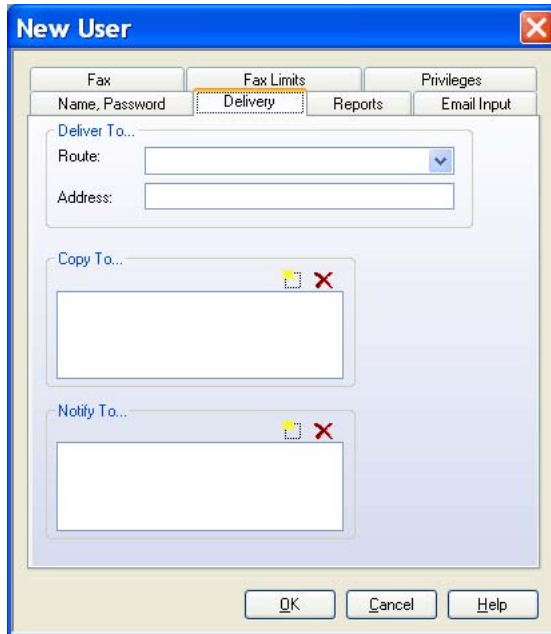 New User
Fax Fax Limits Privileges
Name, Password Delivery Reports Email Input
Deliver To...
Route:
Address:
Copy To...
Notify To...
OK Cancel Help